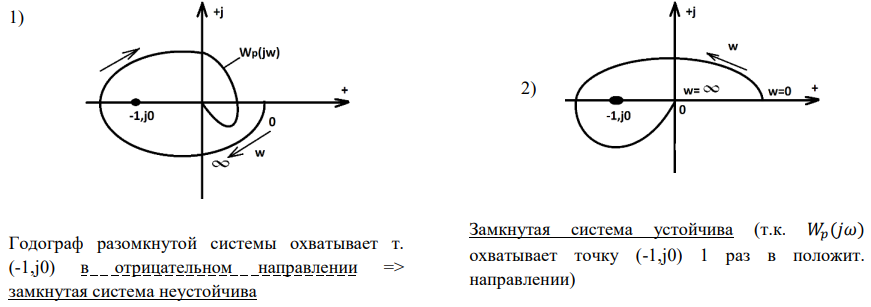 1)
+j
Wp(jw)
+
-1,j0
0
∞
w
Годограф разомкнутой системы охватывает т.
(-1,j0) в отрицательном направлении =>
замкнутая система неустойчива
2)
+j
w
w= ∞
w=0
+
-1,j0
0
Замкнутая система устойчива (т.к. 𝑊𝑝(𝑗𝜔)
охватывает точку (-1,j0) 1 раз в положит.
направлении)